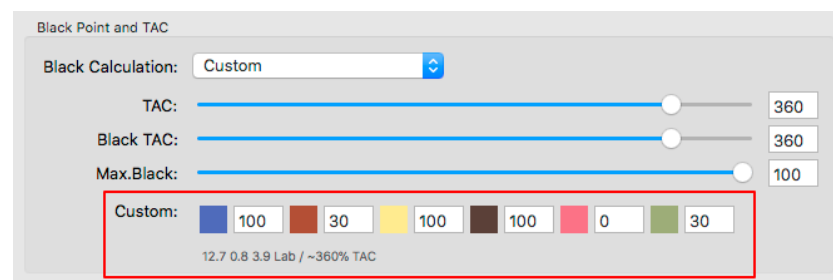 Black Point and TAC
Black Calculation: Custom
TAC: 360
Black TAC: 360
Max.Black: 100
Custom: 100 30 100 100 0 30
12.7 0.8 3.9 Lab / ~360% TAC